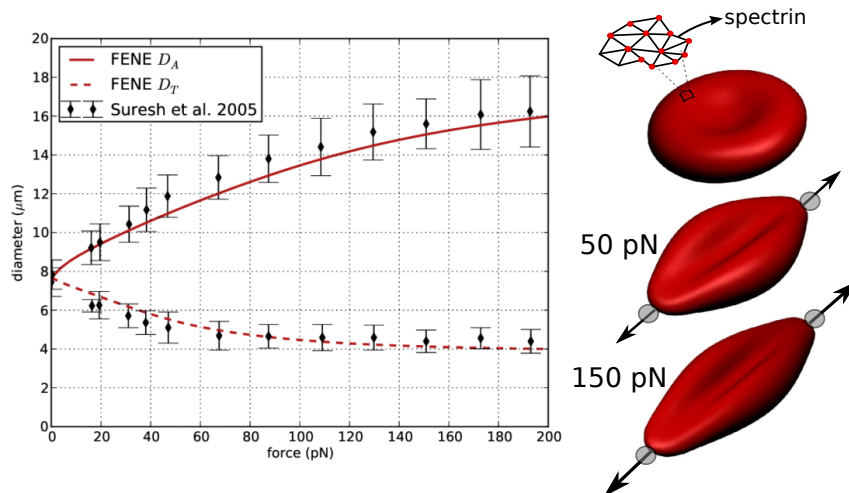 FENE D_A
FENE D_T
Suresh et al. 2005
diameter (μm)
20
18
16
14
12
10
8
6
4
2
0
0 20 40 60 80 100 120 140 160 180 200
force (pN)
spectrin
50 pN
150 pN